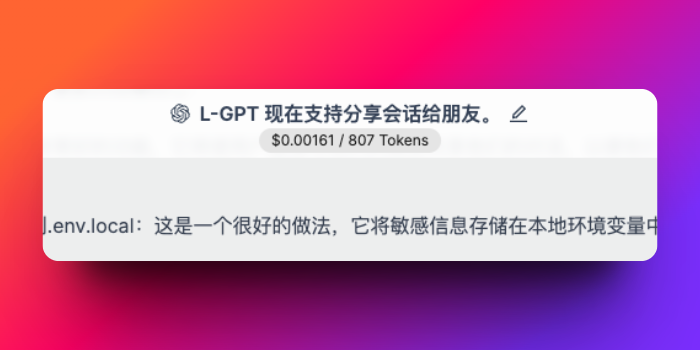 L-GPT 现在支持分享会话给朋友。
$0.00161 / 807 Tokens
.env.local：这是一个很好的做法，它将敏感信息存储在本地环境变量中